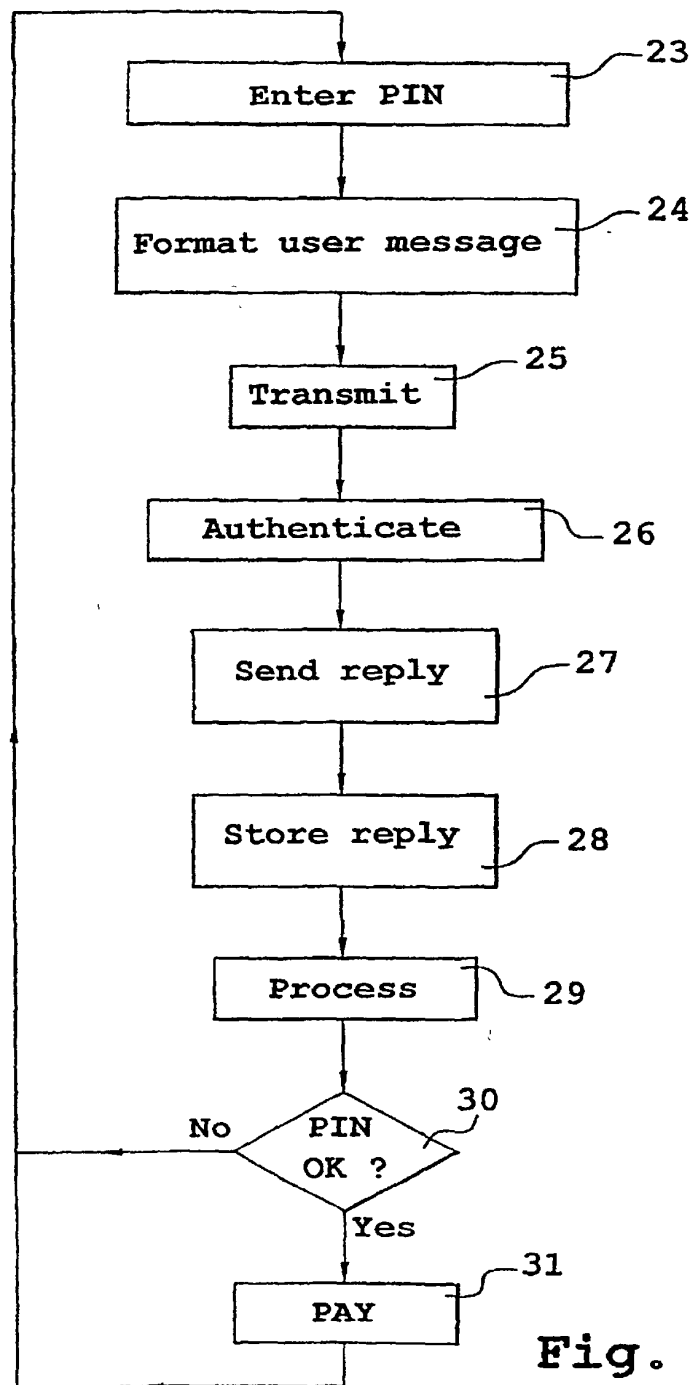 23
Enter PIN
24
Format user message
25
Transmit
Authenticate
26
Send reply
27
Store reply
28
Process
29
30
No
PIN
OK ?
Yes
31
PAY
Fig.